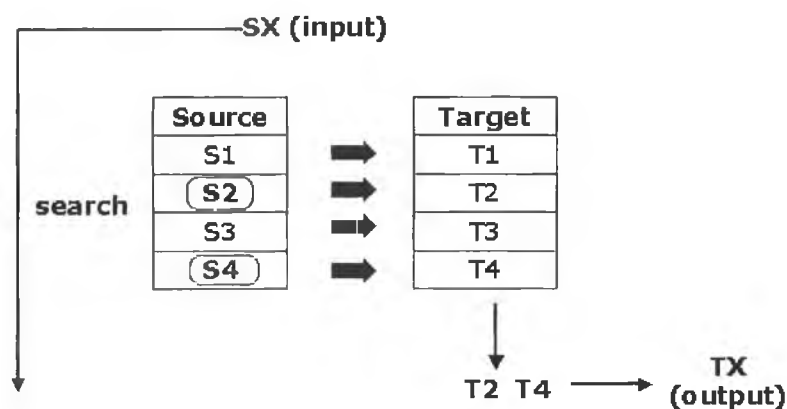 SX (input)
Source Target
S1 T1
S2 T2
search
S3 T3
S4 T4
T2 T4
TX
(output)